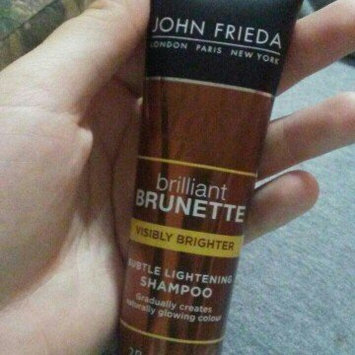 JOHN FRIEDA
LONDON PARIS NEW YORK
brilliant
BRUNETTE
VISIBLY BRIGHTER
SUBTLE LIGHTENING
SHAMPOO
Gradually creates
naturally glowing colour